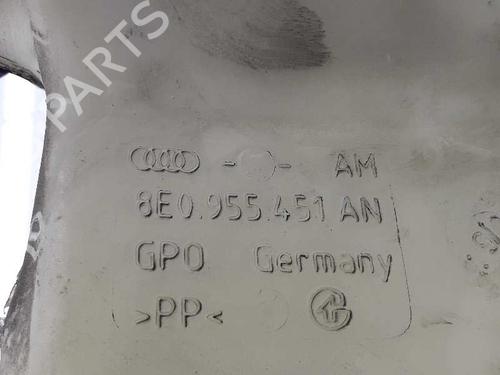 PARTS
AM
8E0.955.451 AN
GPO Germany
>PP<